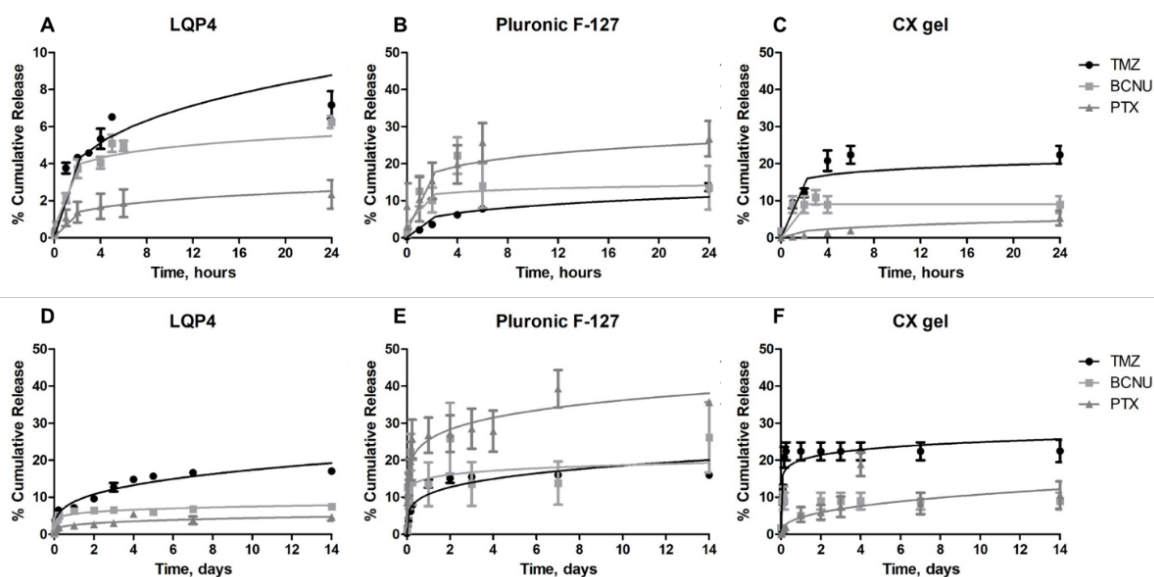 A LQP4
B Pluronic F-127
C CX gel
% Cumulative Release
10
8
6
4
2
0
0 4 8 12 16 20 24
Time, hours
% Cumulative Release
50
40
30
20
10
0
0 4 8 12 16 20 24
Time, hours
% Cumulative Release
50
40
30
20
10
0
0 4 8 12 16 20 24
Time, hours
TMZ
BCNU
PTX
D LQP4
E Pluronic F-127
F CX gel
% Cumulative Release
50
40
30
20
10
0
0 2 4 6 8 10 12 14
Time, days
% Cumulative Release
50
40
30
20
10
0
0 2 4 6 8 10 12 14
Time, days
% Cumulative Release
50
40
30
20
10
0
0 2 4 6 8 10 12 14
Time, days
TMZ
BCNU
PTX